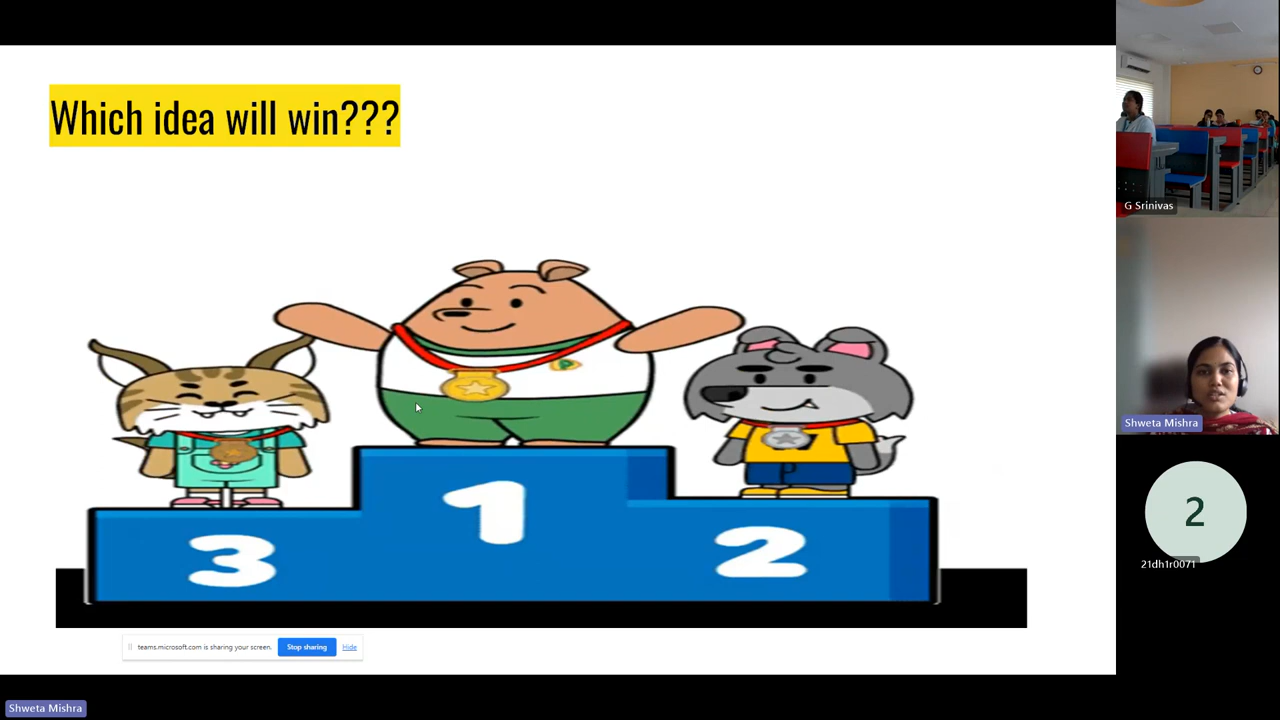 Which idea will win???
G Srinivas
Shweta Mishra
1
2
3
2
21dh1r0071
teams.microsoft.com is sharing your screen.
Stop sharing
Hide
Shweta Mishra